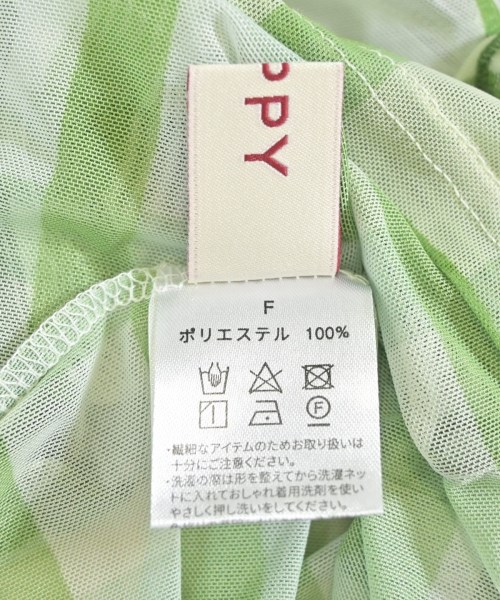 PPY
F
ポリエステル 100%
F
・繊細なアイテムのためお取り扱いは
十分にご注意ください。
・洗濯の際は形を整えてから洗濯ネッ
トに入れておしゃれ着用洗剤を使い
やさしく押し洗いをしてください。